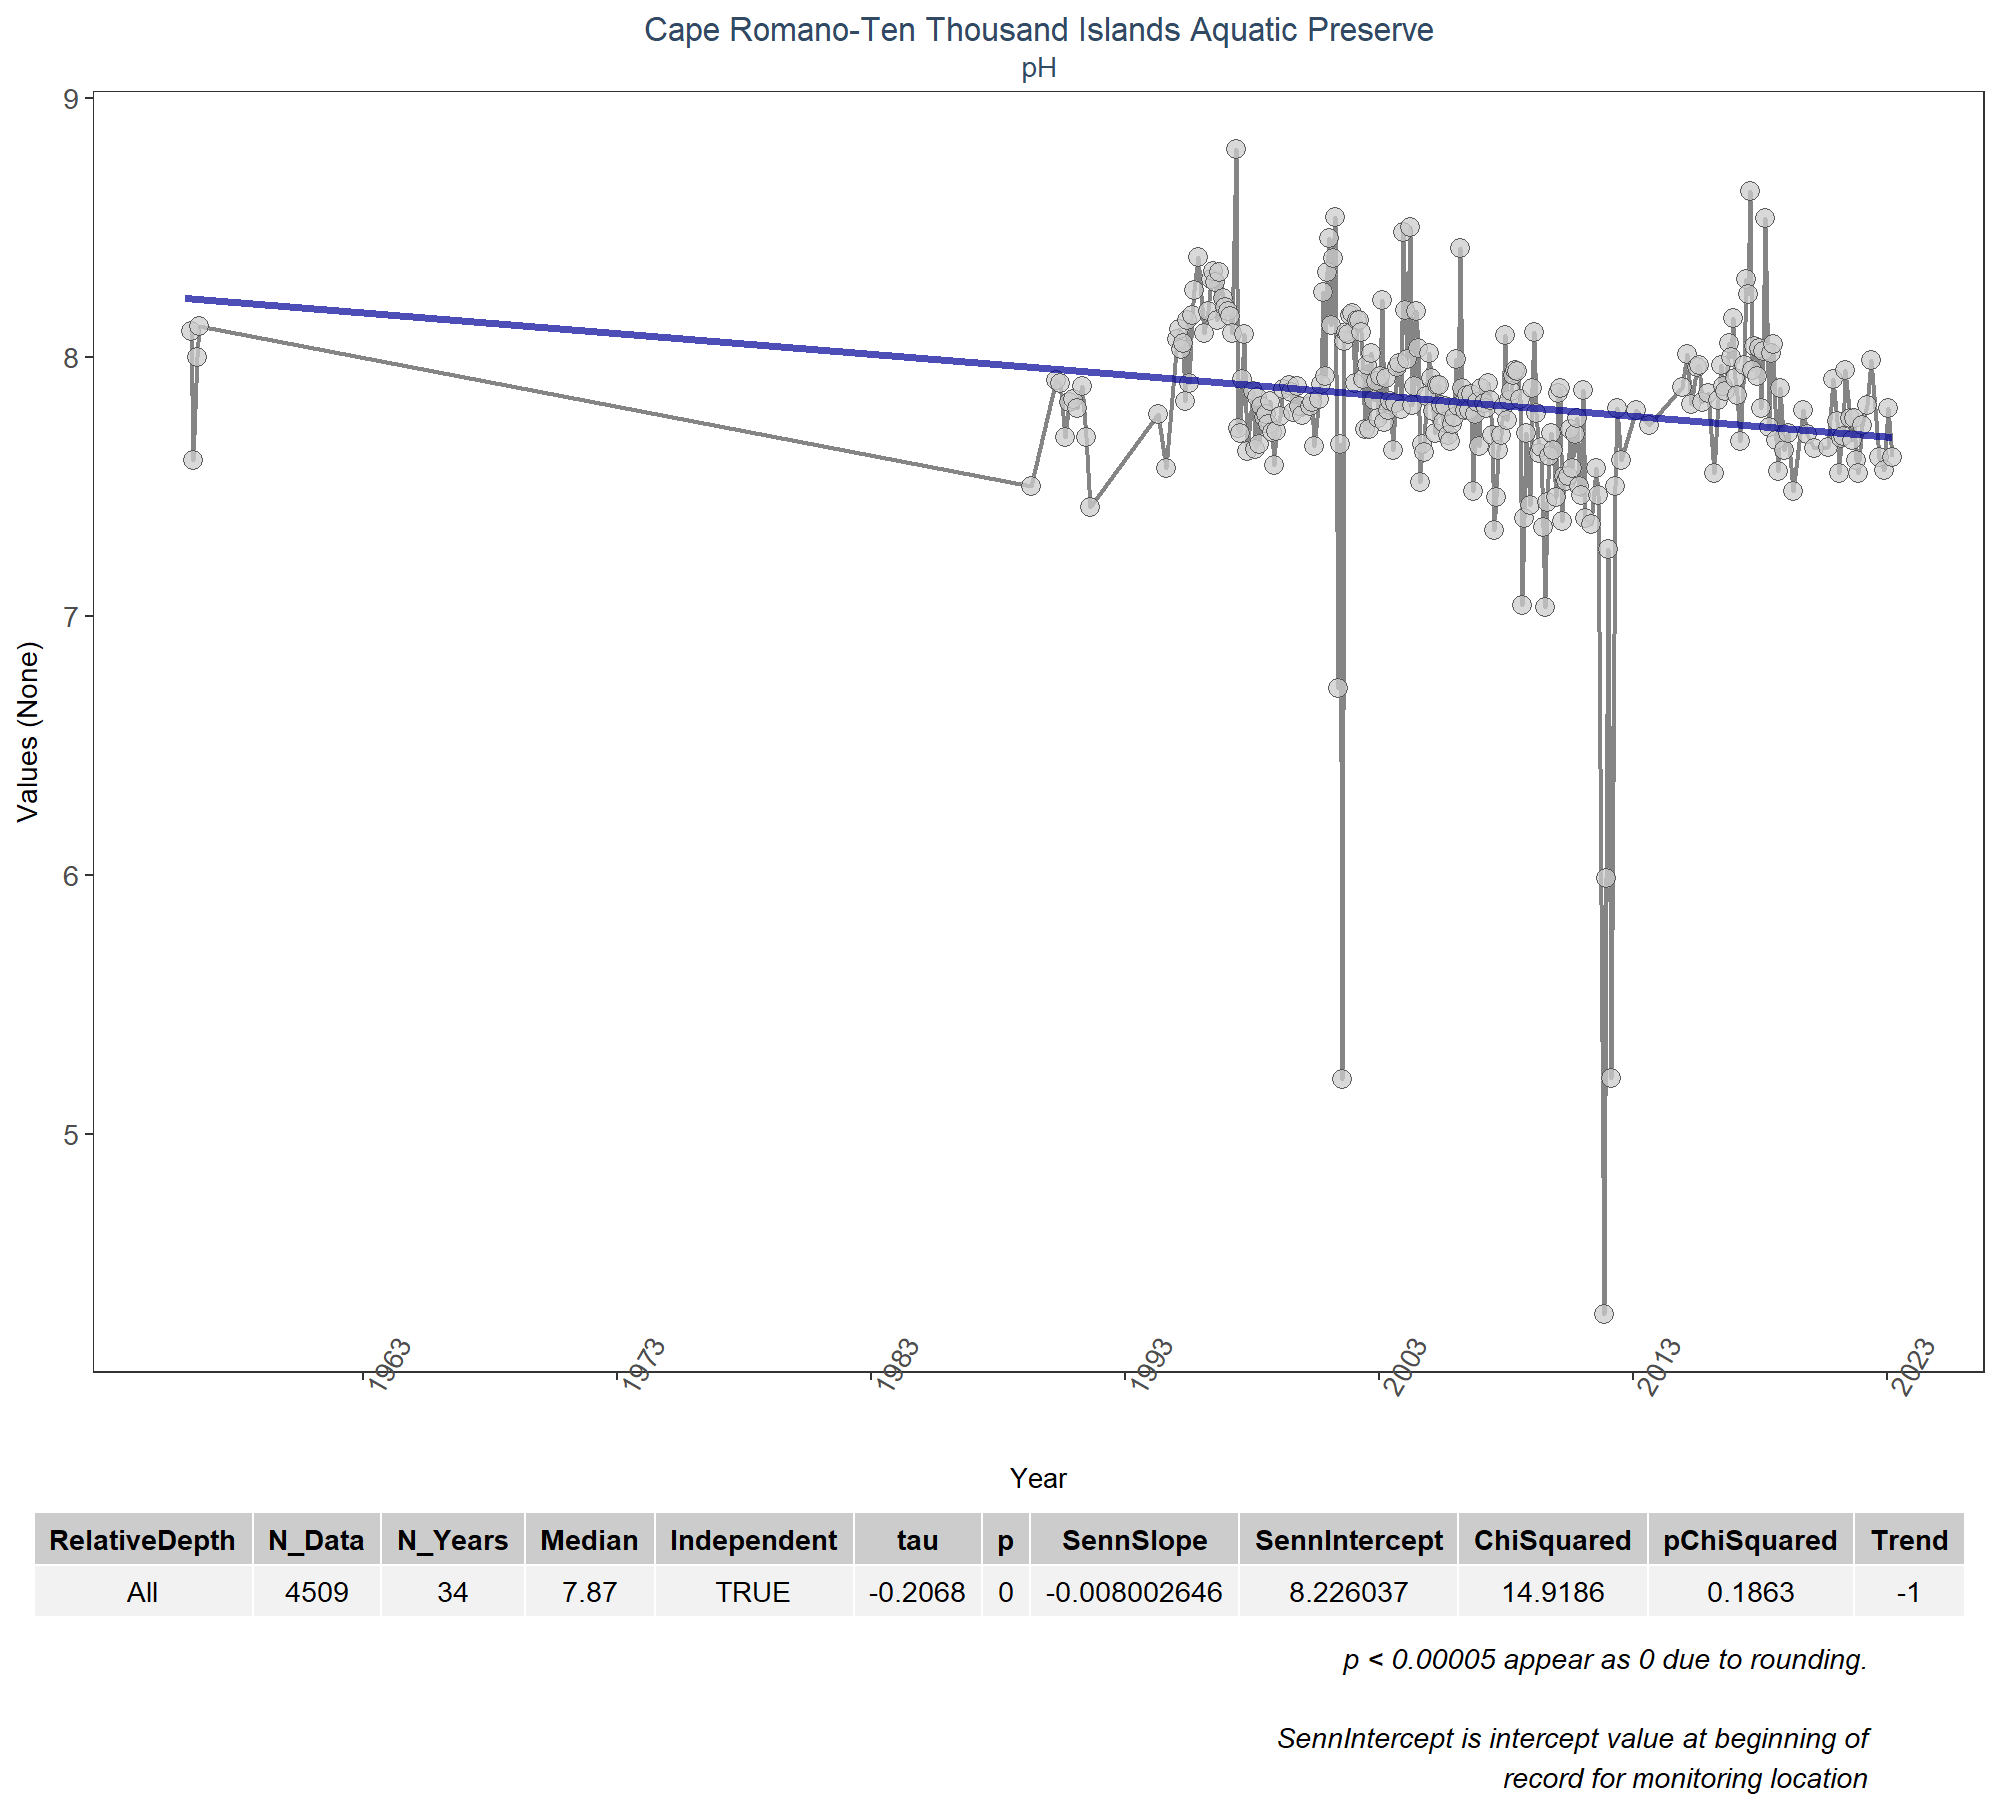 Cape Romano-Ten Thousand Islands Aquatic Preserve
pH
9
8
7
6
5
Values (None)
1963
1973
1983
1993
2003
2013
2023
Year
RelativeDepth N_Data N_Years Median Independent tau p SennSlope SennIntercept ChiSquared pChiSquared Trend
All 4509 34 7.87 TRUE -0.2068 0 -0.008002646 8.226037 14.9186 0.1863 -1
p < 0.00005 appear as 0 due to rounding.
SennIntercept is intercept value at beginning of
record for monitoring location